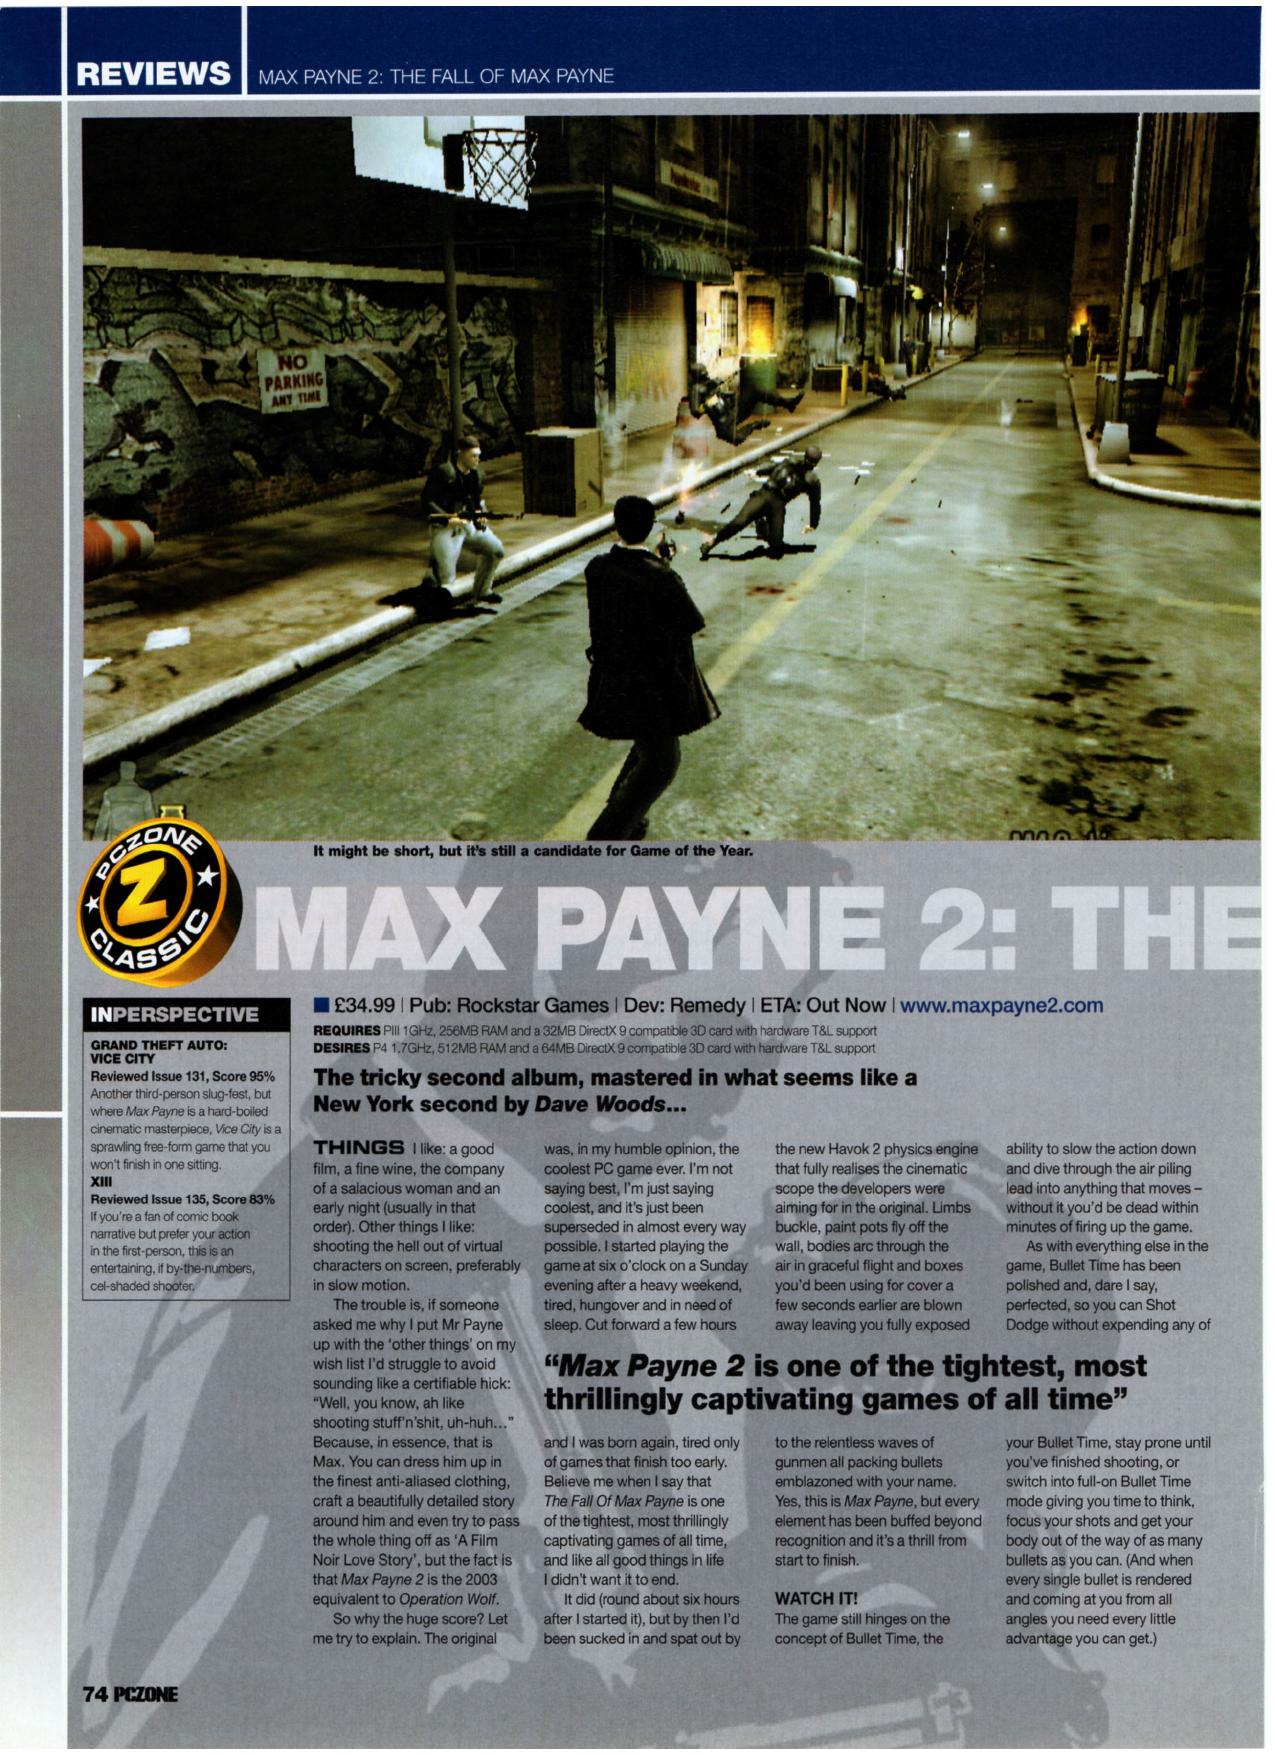 REVIEWS
MAX PAYNE 2: THE FALL OF MAX PAYNE
NO
PARKING
ANY TIME
PCZONE
Z
CLASSIC
It might be short, but it's still a candidate for Game of the Year.
MAX PAYNE 2: THE
INPERSPECTIVE
GRAND THEFT AUTO:
VICE CITY
Reviewed Issue 131, Score 95%
Another third-person slug-fest, but
where Max Payne is a hard-boiled
cinematic masterpiece, Vice City is a
sprawling free-form game that you
won't finish in one sitting.
XIII
Reviewed Issue 135, Score 83%
If you're a fan of comic book
narrative but prefer your action
in the first-person, this is an
entertaining, if by-the-numbers,
cel-shaded shooter.
■ £34.99 | Pub: Rockstar Games | Dev: Remedy | ETA: Out Now | www.maxpayne2.com
REQUIRES PIII 1GHz, 256MB RAM and a 32MB DirectX 9 compatible 3D card with hardware T&L support
DESIRES P4 1.7GHz, 512MB RAM and a 64MB DirectX 9 compatible 3D card with hardware T&L support
The tricky second album, mastered in what seems like a
New York second by Dave Woods...
THINGS I like: a good
film, a fine wine, the company
of a salacious woman and an
early night (usually in that
order). Other things I like:
shooting the hell out of virtual
characters on screen, preferably
in slow motion.
The trouble is, if someone
asked me why I put Mr Payne
up with the 'other things' on my
wish list I'd struggle to avoid
sounding like a certifiable hick:
"Well, you know, ah like
shooting stuff'n'shit, uh-huh..."
Because, in essence, that is
Max. You can dress him up in
the finest anti-aliased clothing,
craft a beautifully detailed story
around him and even try to pass
the whole thing off as 'A Film
Noir Love Story', but the fact is
that Max Payne 2 is the 2003
equivalent to Operation Wolf.
So why the huge score? Let
me try to explain. The original
was, in my humble opinion, the
coolest PC game ever. I'm not
saying best, I'm just saying
coolest, and it's just been
superseded in almost every way
possible. I started playing the
game at six o'clock on a Sunday
evening after a heavy weekend,
tired, hungover and in need of
sleep. Cut forward a few hours
"Max Payne 2 is one of the tightest, most
thrillingly captivating games of all time"
and I was born again, tired only
of games that finish too early.
Believe me when I say that
The Fall Of Max Payne is one
of the tightest, most thrillingly
captivating games of all time,
and like all good things in life
I didn't want it to end.
It did (round about six hours
after I started it), but by then I'd
been sucked in and spat out by
the new Havok 2 physics engine
that fully realises the cinematic
scope the developers were
aiming for in the original. Limbs
buckle, paint pots fly off the
wall, bodies arc through the
air in graceful flight and boxes
you'd been using for cover a
few seconds earlier are blown
away leaving you fully exposed
to the relentless waves of
gunmen all packing bullets
emblazoned with your name.
Yes, this is Max Payne, but every
element has been buffed beyond
recognition and it's a thrill from
start to finish.
WATCH IT!
The game still hinges on the
concept of Bullet Time, the
ability to slow the action down
and dive through the air piling
lead into anything that moves –
without it you'd be dead within
minutes of firing up the game.
As with everything else in the
game, Bullet Time has been
polished and, dare I say,
perfected, so you can Shot
Dodge without expending any of
your Bullet Time, stay prone until
you've finished shooting, or
switch into full-on Bullet Time
mode giving you time to think,
focus your shots and get your
body out of the way of as many
bullets as you can. (And when
every single bullet is rendered
and coming at you from all
angles you need every little
advantage you can get.)
74 PCZONE